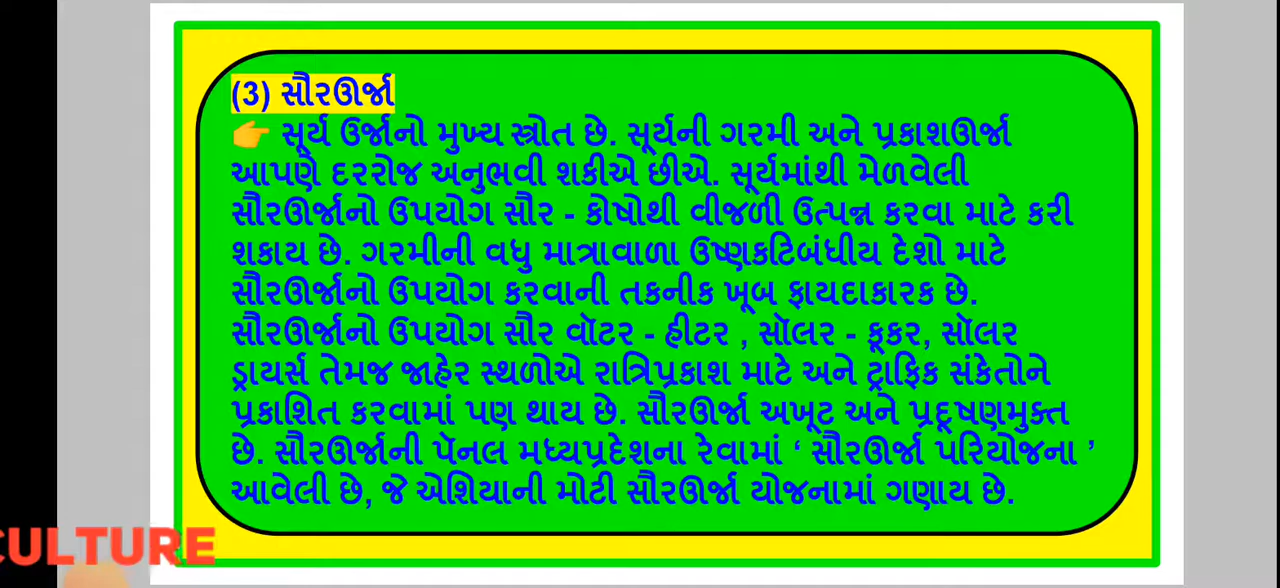 (3) સૌરઊર્જા
👉 સૂર્ય ઉર્જાનો મુખ્ય સ્ત્રોત છે. સૂર્યની ગરમી અને પ્રકાશઊર્જા
આપણે દરરોજ અનુભવી શકીએ છીએ. સૂર્યમાંથી મેળવેલી
સૌરઊર્જાનો ઉપયોગ સૌર - કોષોથી વીજળી ઉત્પન્ન કરવા માટે કરી
શકાય છે. ગરમીની વધુ માત્રાવાળા ઉષ્ણકટિબંધીય દેશો માટે
સૌરઊર્જાનો ઉપયોગ કરવાની તકનીક ખૂબ ફાયદાકારક છે.
સૌરઊર્જાનો ઉપયોગ સૌર વૉટર - હીટર , સૉલર - કૂકર, સૉલર
ડ્રાયર્સ તેમજ જાહેર સ્થળોએ રાત્રિપ્રકાશ માટે અને ટ્રાફિક સંકેતોને
પ્રકાશિત કરવામાં પણ થાય છે. સૌરઊર્જા અખૂટ અને પ્રદૂષણમુક્ત
છે. સૌરઊર્જાની પૅનલ મધ્યપ્રદેશના રેવામાં ‘ સૌરઊર્જા પરિયોજના ’
આવેલી છે, જે એશિયાની મોટી સૌરઊર્જા યોજનામાં ગણાય છે.
CULTURE